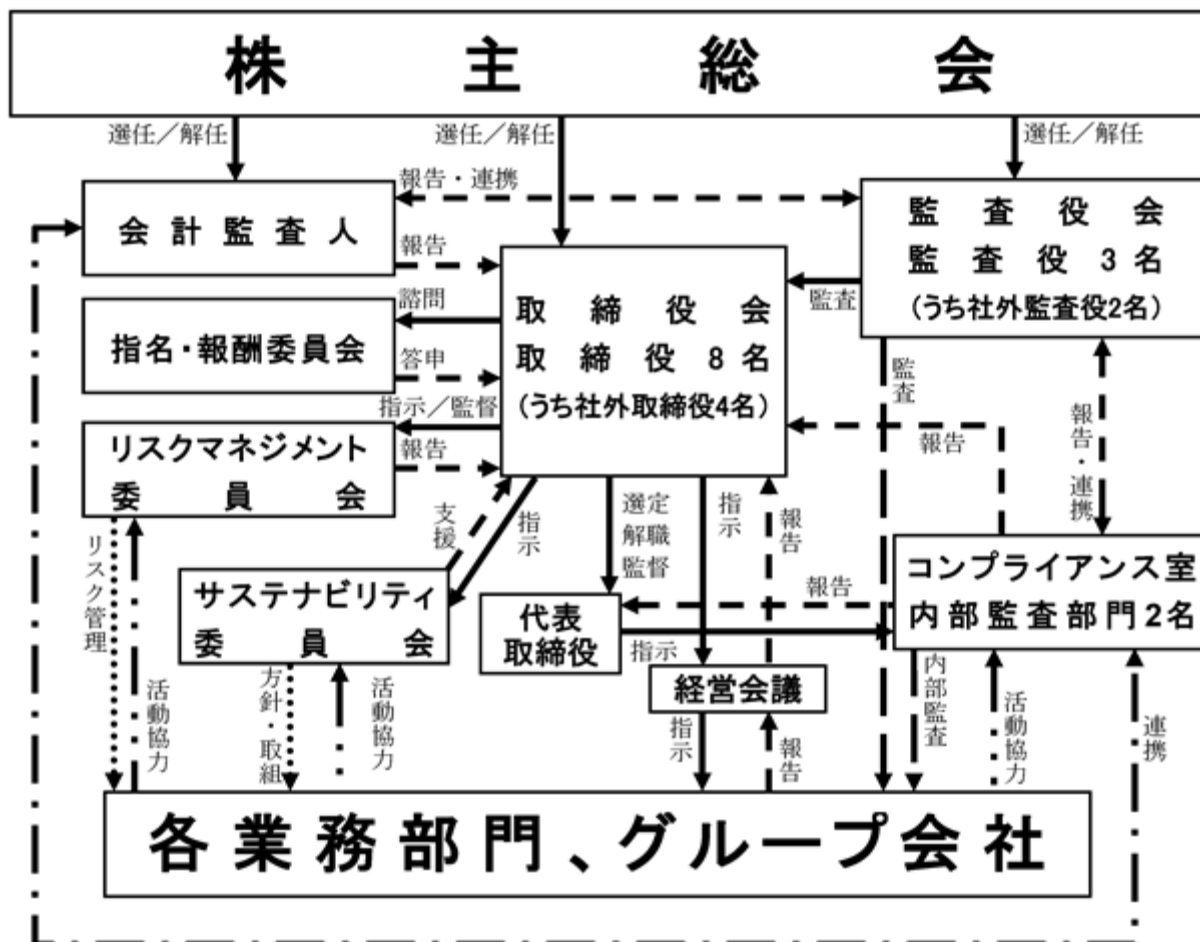 株主総会
選任／解任
選任／解任
選任／解任
会計監査人
報告・連携
監査役会
監査役3名
(うち社外監査役2名)
報告
諮問
指名・報酬委員会
答申
指示／監督
取締役会
取締役8名
(うち社外取締役4名)
監査
監査
報告・連携
報告
リスクマネジメント
委員会
報告
リスク管理
活動協力
支援
指示
選定
解職
監督
指示
報告
サステナビリティ
委員会
代表
取締役
報告
指示
コンプライアンス室
内部監査部門2名
経営会議
方針・取組
活動協力
指示
報告
内部監査
活動協力
連携
各業務部門、グループ会社